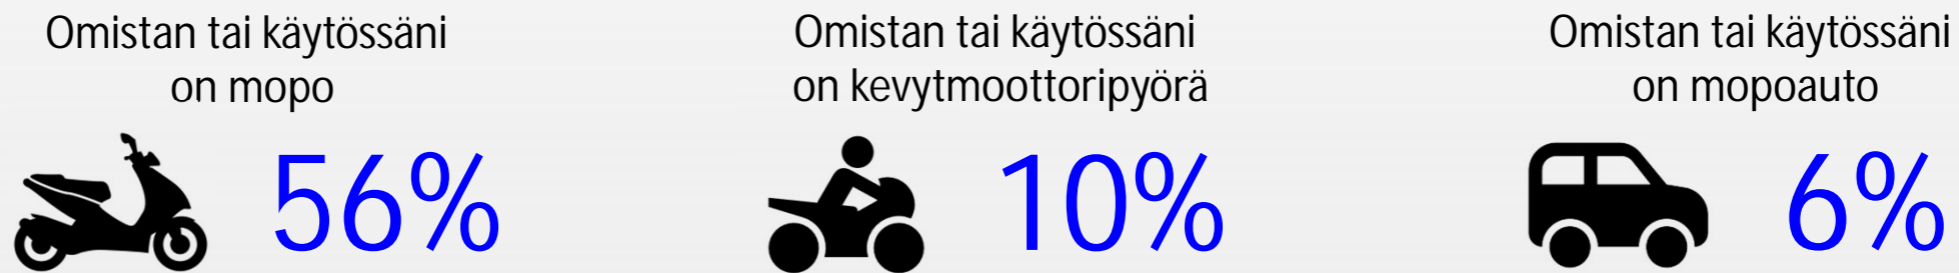 Omistan tai käytössäni
on mopo
56%
Omistan tai käytössäni
on kevytmoottoripyörä
10%
Omistan tai käytössäni
on mopoauto
6%